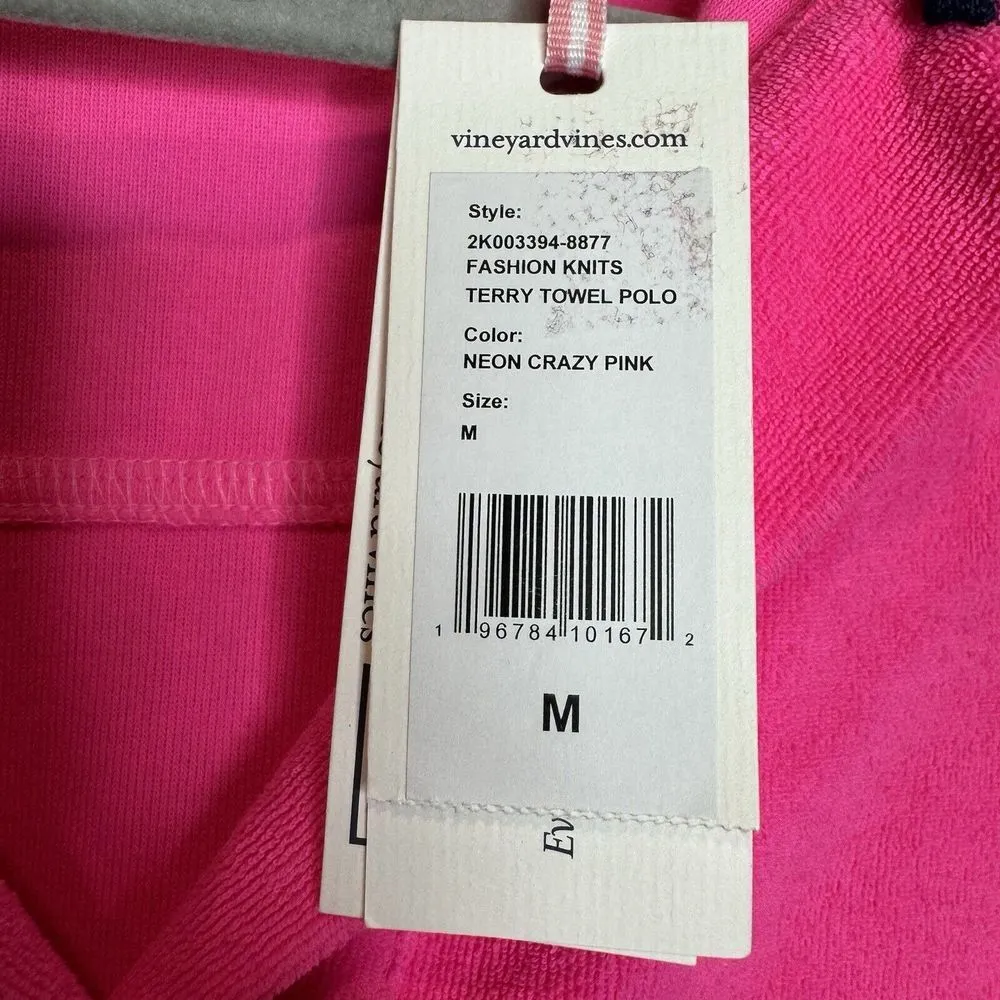 vineyardvines.com
Style:
2K003394-8877
FASHION KNITS
TERRY TOWEL POLO
Color:
NEON CRAZY PINK
Size:
M
1 96784 10167 2
M
Ev